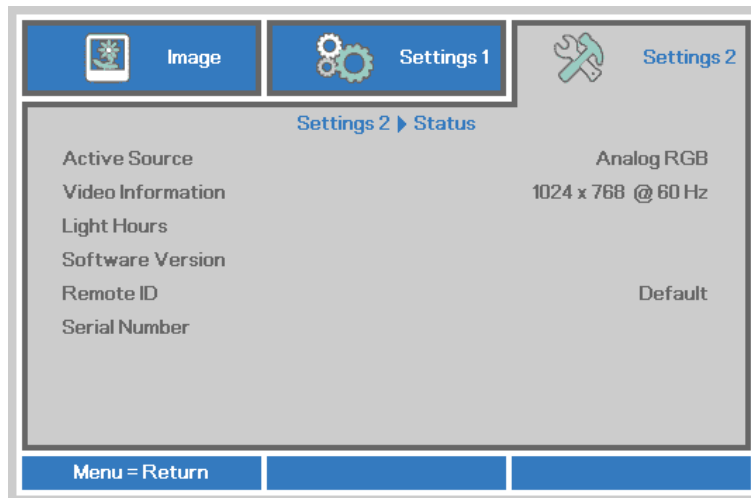 Image Settings 1 Settings 2
Settings 2 ▶ Status
Active Source Analog RGB
Video Information 1024 x 768 @ 60 Hz
Light Hours
Software Version
Remote ID Default
Serial Number
Menu = Return